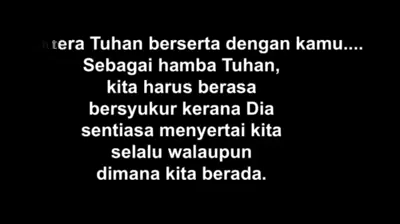 tera Tuhan berserta dengan kamu....
Sebagai hamba Tuhan,
kita harus berasa
bersyukur kerana Dia
sentiasa menyertai kita
selalu walaupun
dimana kita berada.